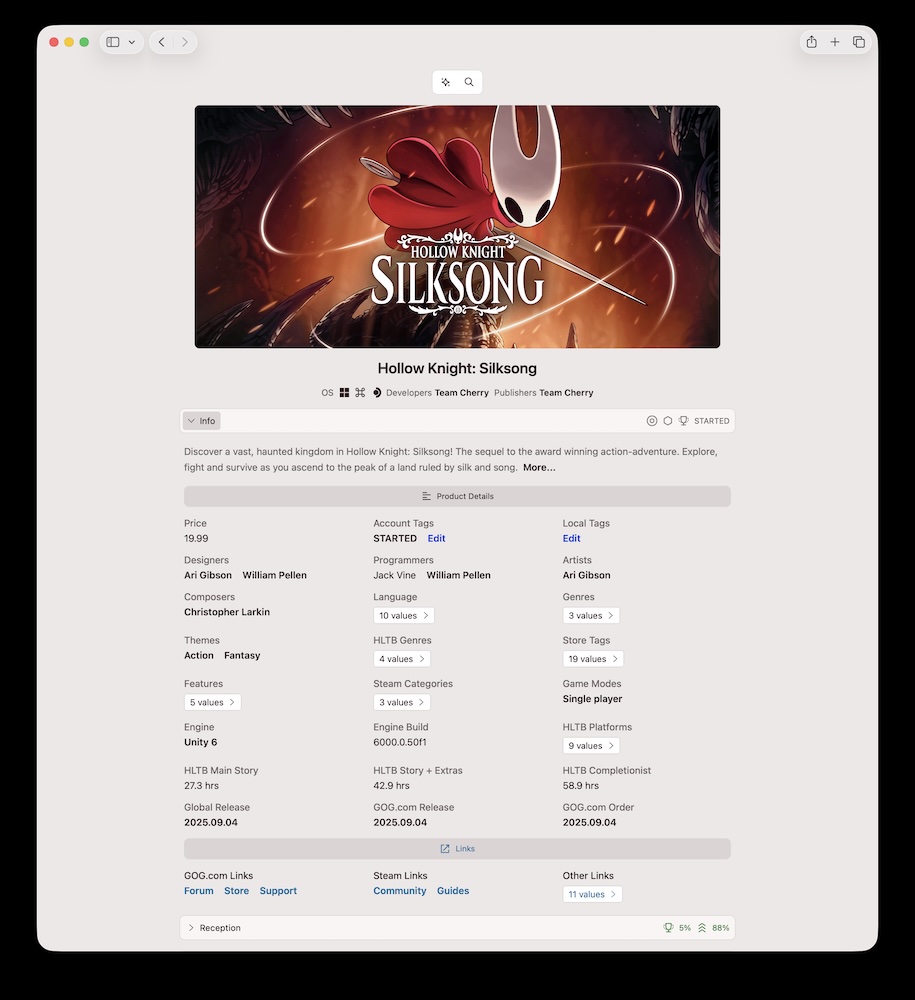 HOLLOW KNIGHT
SILKSONG
Hollow Knight: Silksong
OS Developers Team Cherry Publishers Team Cherry
Info STARTED
Discover a vast, haunted kingdom in Hollow Knight: Silksong! The sequel to the award winning action-adventure. Explore,
fight and survive as you ascend to the peak of a land ruled by silk and song. More...
Product Details
Price Account Tags Local Tags
19.99 STARTED Edit Edit
Designers Programmers Artists
Ari Gibson William Pellen Jack Vine William Pellen Ari Gibson
Composers Language Genres
Christopher Larkin 10 values 3 values
Themes HLTB Genres Store Tags
Action Fantasy 4 values 19 values
Features Steam Categories Game Modes
5 values 3 values Single player
Engine Engine Build HLTB Platforms
Unity 6 6000.0.50f1 9 values
HLTB Main Story HLTB Story + Extras HLTB Completionist
27.3 hrs 42.9 hrs 58.9 hrs
Global Release GOG.com Release GOG.com Order
2025.09.04 2025.09.04 2025.09.04
Links
GOG.com Links Steam Links Other Links
Forum Store Support Community Guides 11 values
Reception 5% 88%